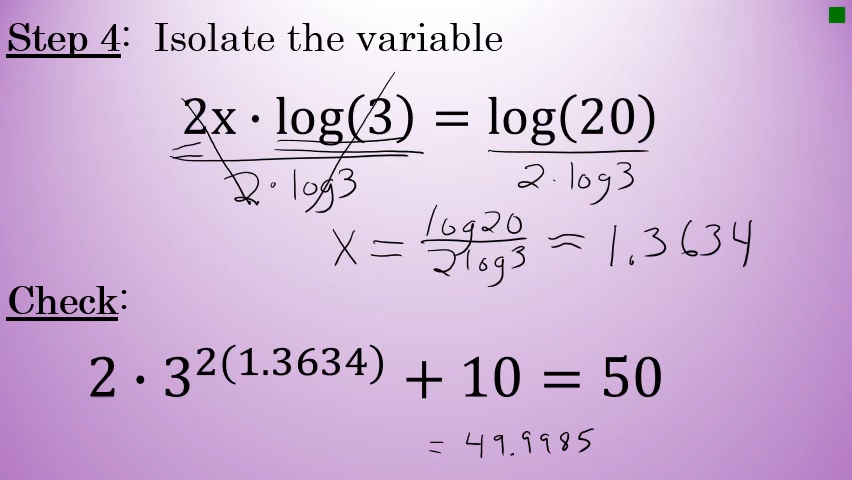 Step 4: Isolate the variable
2x · log(3) = log(20)
2 · log3 2 · log3
x = log20 / 2log3 ≈ 1.3634
Check:
2 · 3^2(1.3634) + 10 = 50
= 49.9985